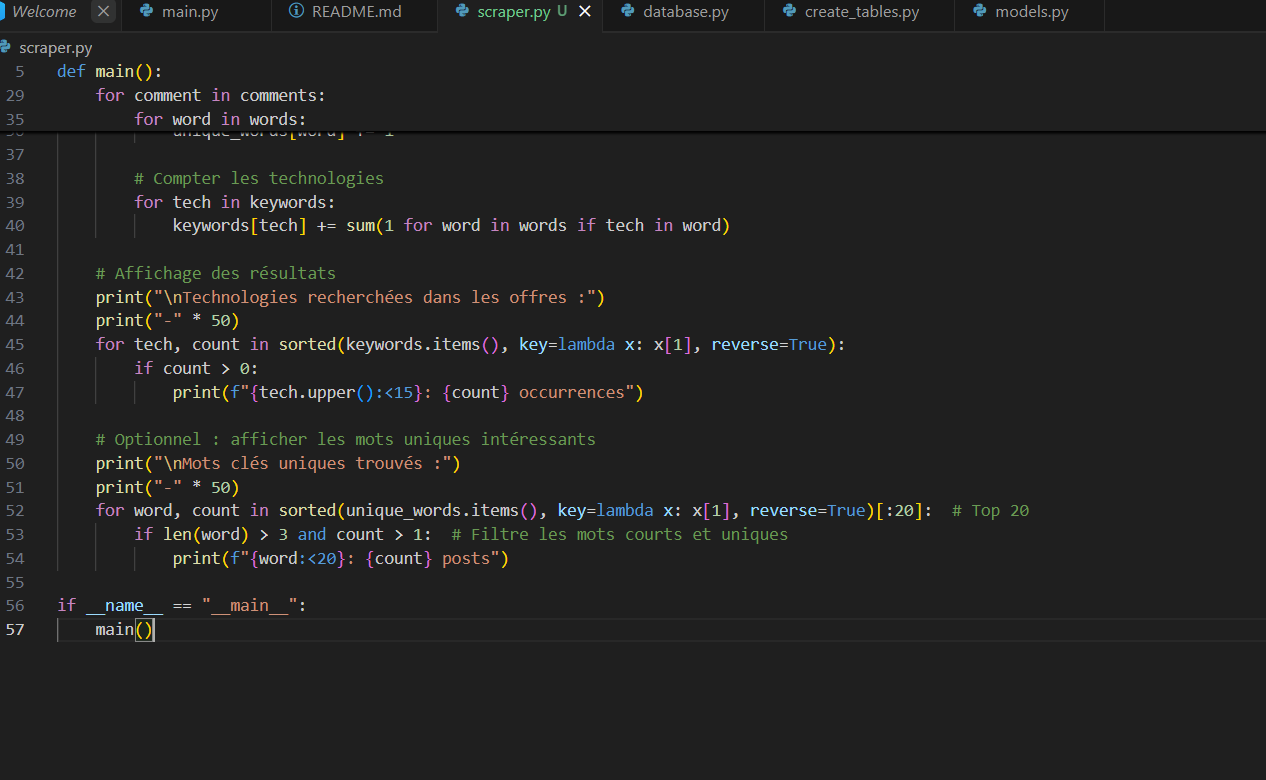 Welcome main.py README.md scraper.py U database.py create_tables.py models.py
scraper.py
5 def main():
29 for comment in comments:
35 for word in words:
36 unique_words[word] += 1
37
38 # Compter les technologies
39 for tech in keywords:
40 keywords[tech] += sum(1 for word in words if tech in word)
41
42 # Affichage des résultats
43 print("\nTechnologies recherchées dans les offres :")
44 print("-" * 50)
45 for tech, count in sorted(keywords.items(), key=lambda x: x[1], reverse=True):
46 if count > 0:
47 print(f"{tech.upper():<15}: {count} occurrences")
48
49 # Optionnel : afficher les mots uniques intéressants
50 print("\nMots clés uniques trouvés :")
51 print("-" * 50)
52 for word, count in sorted(unique_words.items(), key=lambda x: x[1], reverse=True)[:20]: # Top 20
53 if len(word) > 3 and count > 1: # Filtre les mots courts et uniques
54 print(f"{word:<20}: {count} posts")
55
56 if __name__ == "__main__":
57 main()